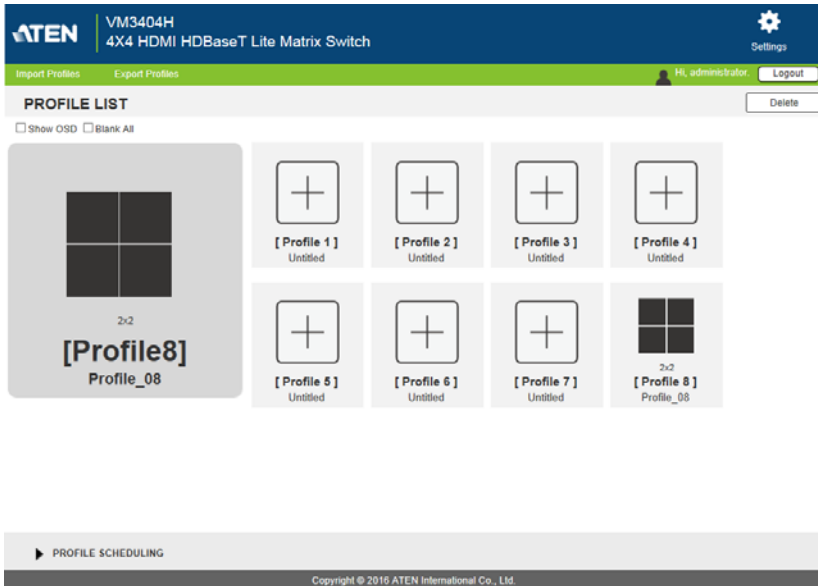 ATEN
VM3404H
4X4 HDMI HDBaseT Lite Matrix Switch
Settings
Import Profiles
Export Profiles
Hi, administrator.
Logout
PROFILE LIST
Delete
Show OSD
Blank All
2x2
[Profile8]
Profile_08
[ Profile 1 ]
Untitled
[ Profile 2 ]
Untitled
[ Profile 3 ]
Untitled
[ Profile 4 ]
Untitled
[ Profile 5 ]
Untitled
[ Profile 6 ]
Untitled
[ Profile 7 ]
Untitled
2x2
[ Profile 8 ]
Profile_08
PROFILE SCHEDULING
Copyright © 2016 ATEN International Co., Ltd.